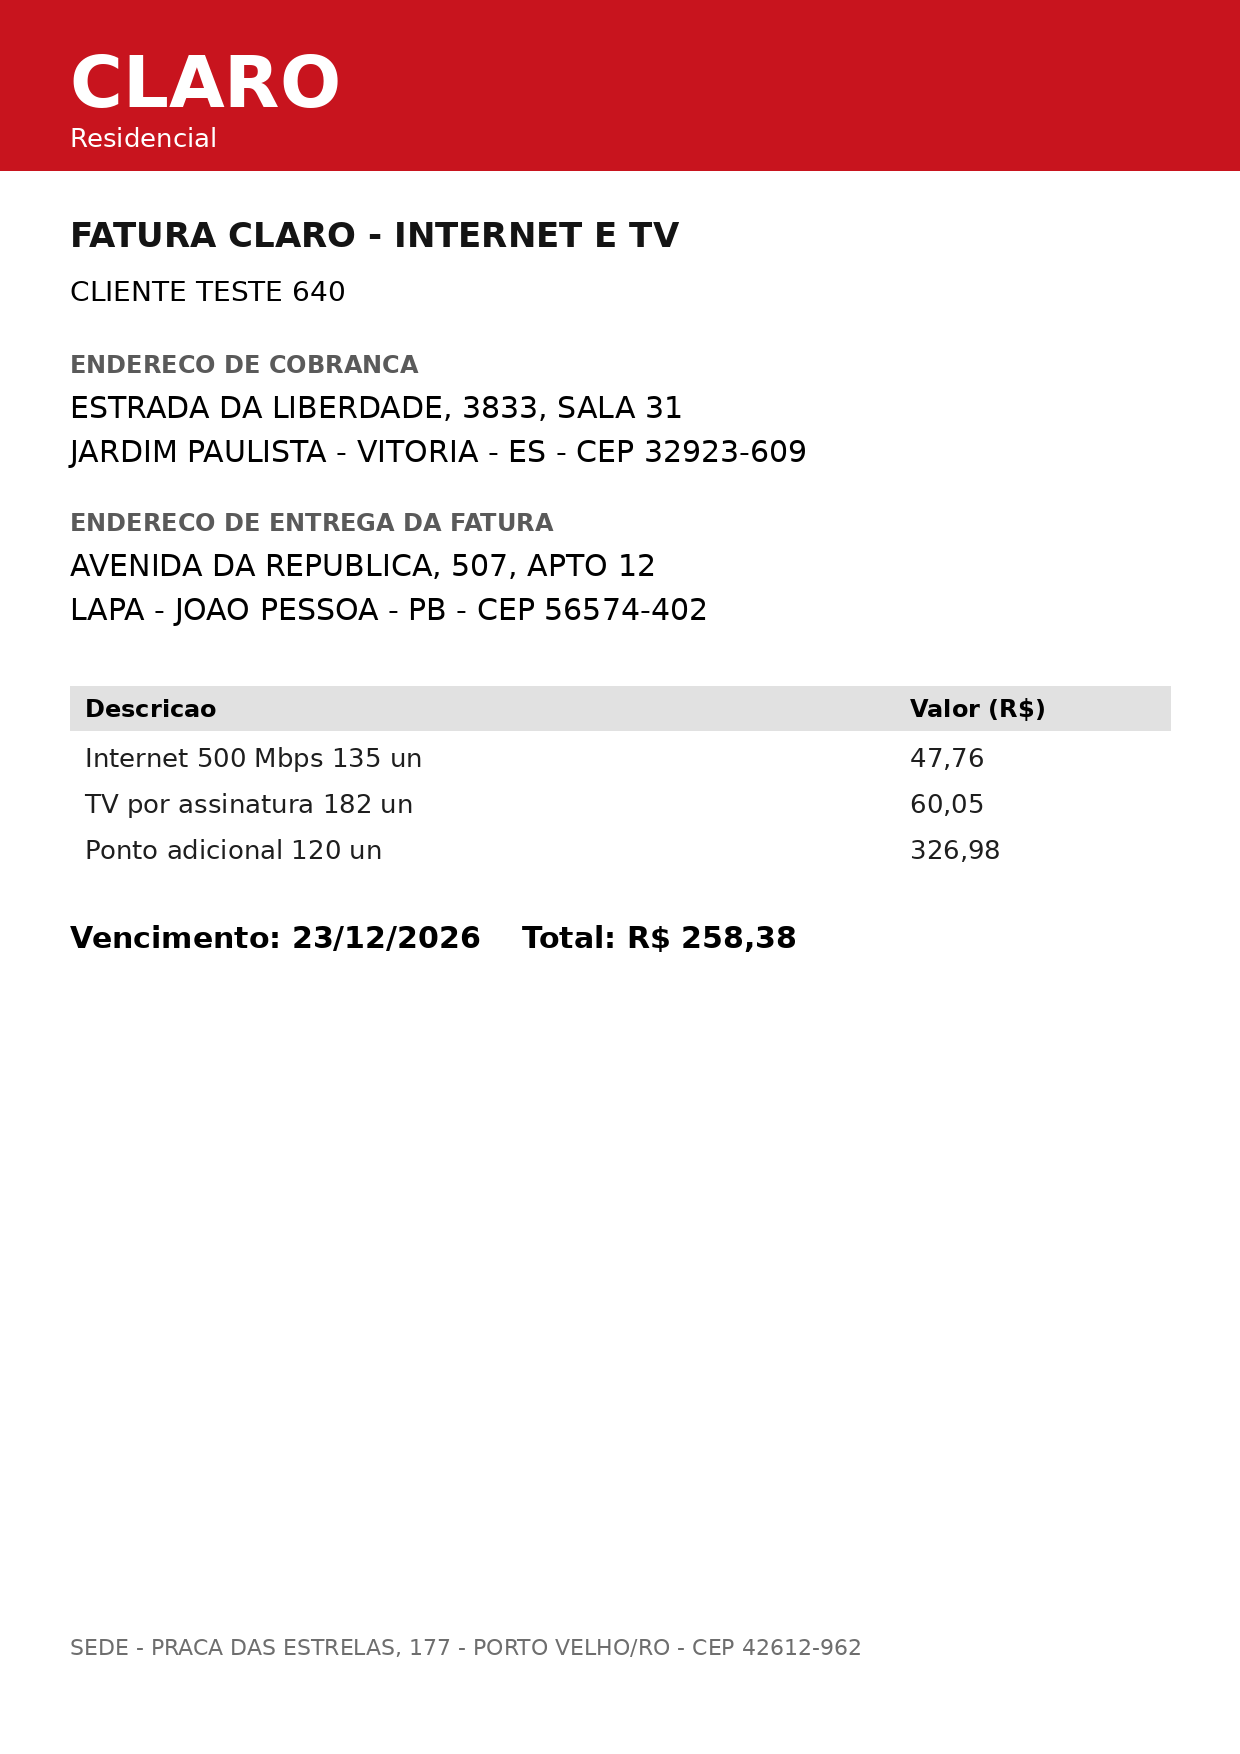 CLARO
Residencial
FATURA CLARO - INTERNET E TV
CLIENTE TESTE 640
ENDERECO DE COBRANCA
ESTRADA DA LIBERDADE, 3833, SALA 31
JARDIM PAULISTA - VITORIA - ES - CEP 32923-609
ENDERECO DE ENTREGA DA FATURA
AVENIDA DA REPUBLICA, 507, APTO 12
LAPA - JOAO PESSOA - PB - CEP 56574-402
Descricao Valor (R$)
Internet 500 Mbps 135 un 47,76
TV por assinatura 182 un 60,05
Ponto adicional 120 un 326,98
Vencimento: 23/12/2026 Total: R$ 258,38
SEDE - PRACA DAS ESTRELAS, 177 - PORTO VELHO/RO - CEP 42612-962